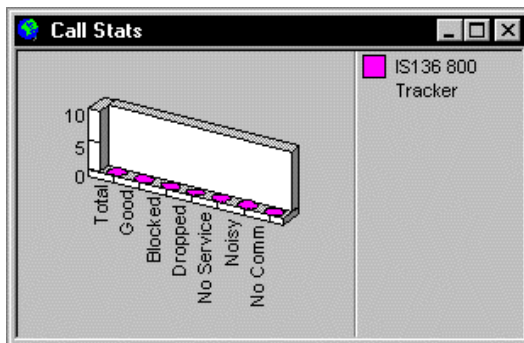 Call Stats
IS136 800
Tracker
10
5
0
Total
Good
Blocked
Dropped
No Service
Noisy
No Comm